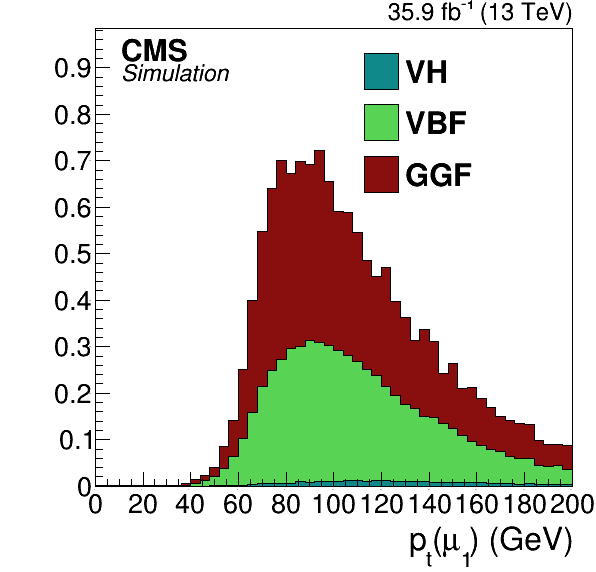 35.9 fb⁻¹ (13 TeV)
CMS
Simulation
VH
VBF
GGF
0.9
0.8
0.7
0.6
0.5
0.4
0.3
0.2
0.1
0
0 20 40 60 80 100 120 140 160 180 200
pₜ(μ₁) (GeV)